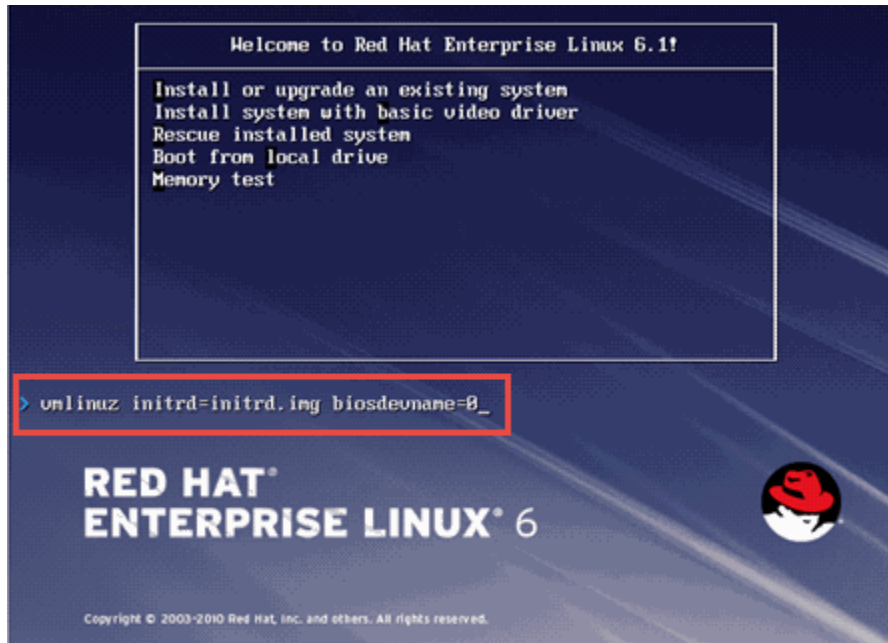 Welcome to Red Hat Enterprise Linux 6.1!
Install or upgrade an existing system
Install system with basic video driver
Rescue installed system
Boot from local drive
Memory test
> vmlinuz initrd=initrd.img biosdevname=0_
RED HAT®
ENTERPRISE LINUX® 6
Copyright © 2003-2010 Red Hat, Inc. and others. All rights reserved.